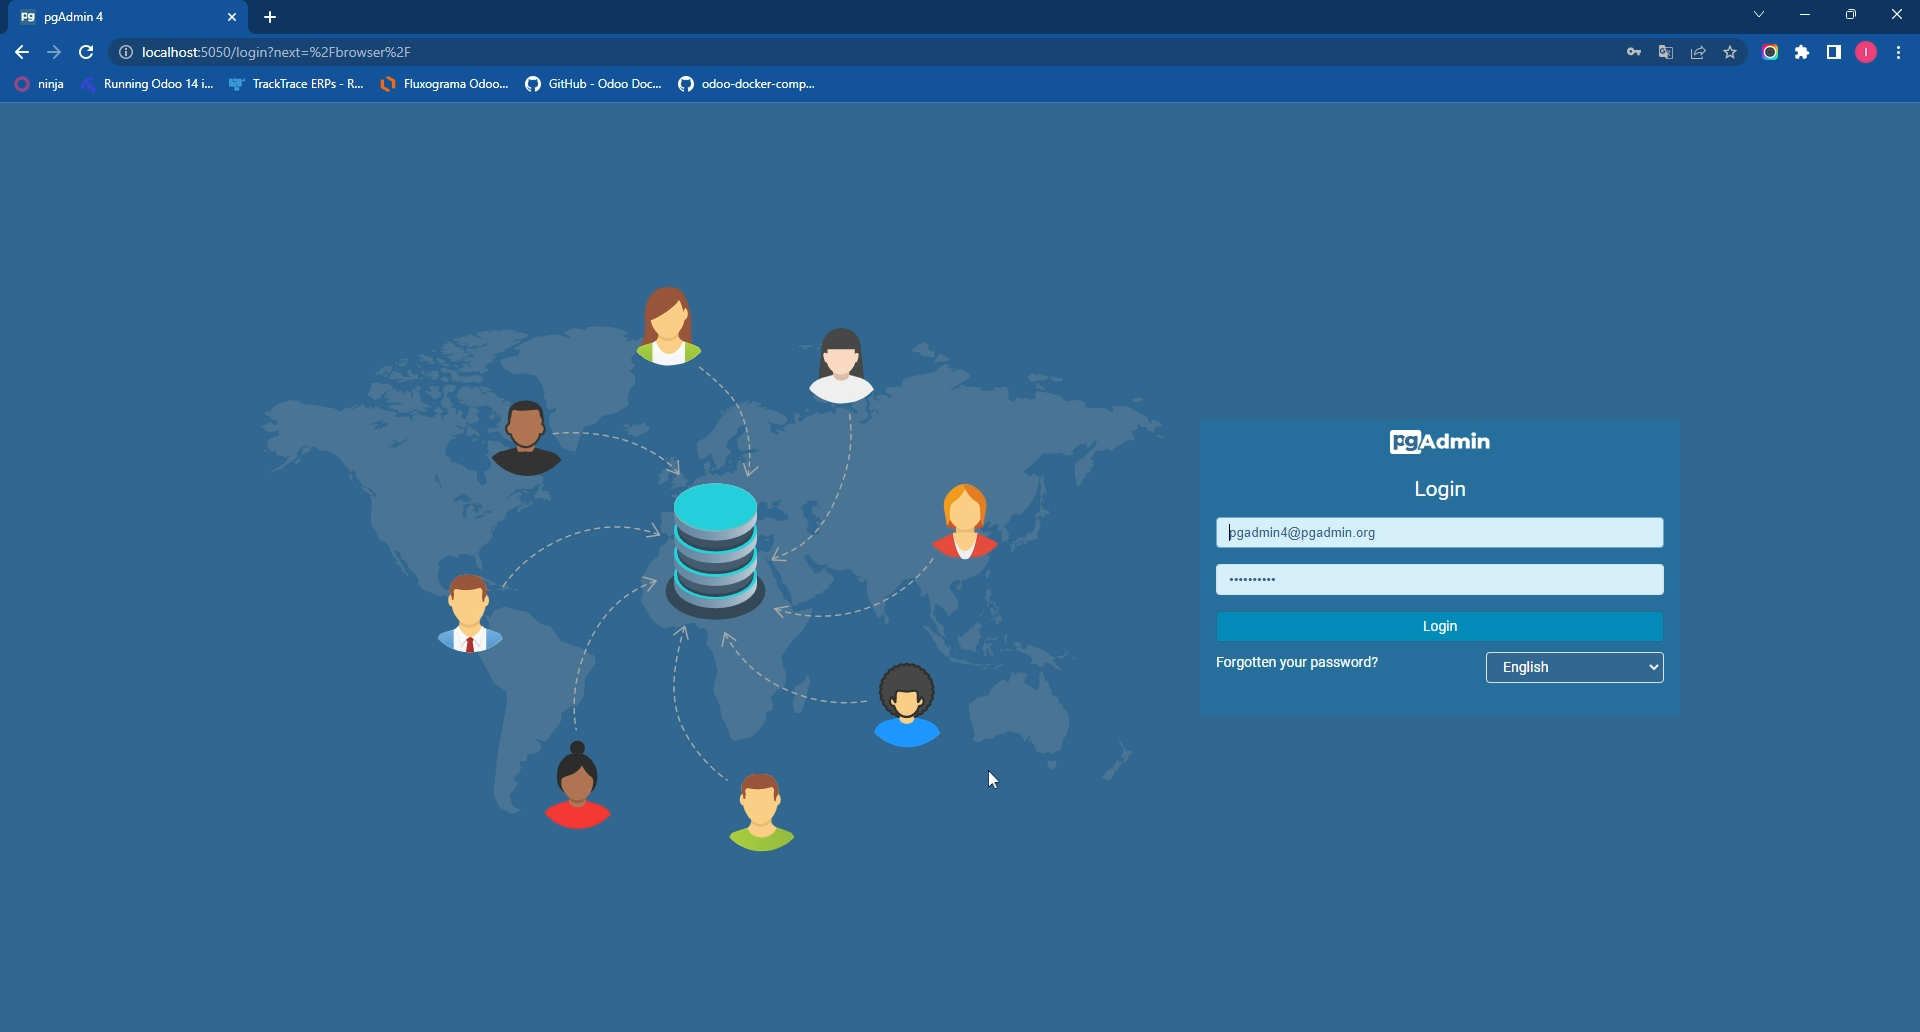 pgAdmin 4
localhost:5050/login?next=%2Fbrowser%2F
ninja
Running Odoo 14 i...
TrackTrace ERPs - R...
Fluxograma Odoo...
GitHub - Odoo Doc...
odoo-docker-comp...
I
pgAdmin
Login
pgadmin4@pgadmin.org
••••••••••
Login
Forgotten your password?
English